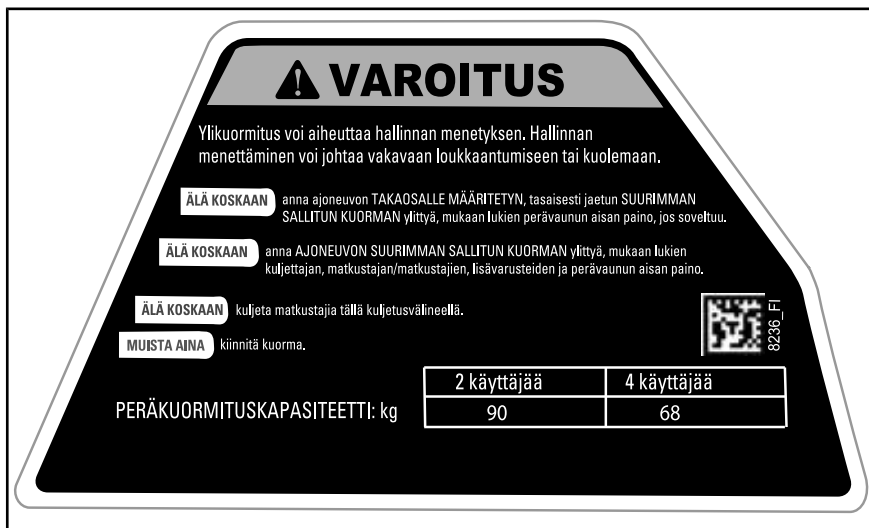 VAROITUS
Ylikuormitus voi aiheuttaa hallinnan menetyksen. Hallinnan
menettäminen voi johtaa vakavaan loukkaantumiseen tai kuolemaan.
ÄLÄ KOSKAAN anna ajoneuvon TAKAOSALLE MÄÄRITETYN, tasaisesti jaetun SUURIMMAN
SALLITUN KUORMAN ylittyä, mukaan lukien perävaunun aisan paino, jos soveltuu.
ÄLÄ KOSKAAN anna AJONEUVON SUURIMMAN SALLITUN KUORMAN ylittyä, mukaan lukien
kuljettajan, matkustajan/matkustajien, lisävarusteiden ja perävaunun aisan paino.
ÄLÄ KOSKAAN kuljeta matkustajia tällä kuljetusvälineellä.
MUISTA AINA kiinnitä kuorma.
8236_FI
2 käyttäjää 4 käyttäjää
PERÄKUORMITUSKAPASITEETTI: kg 90 68